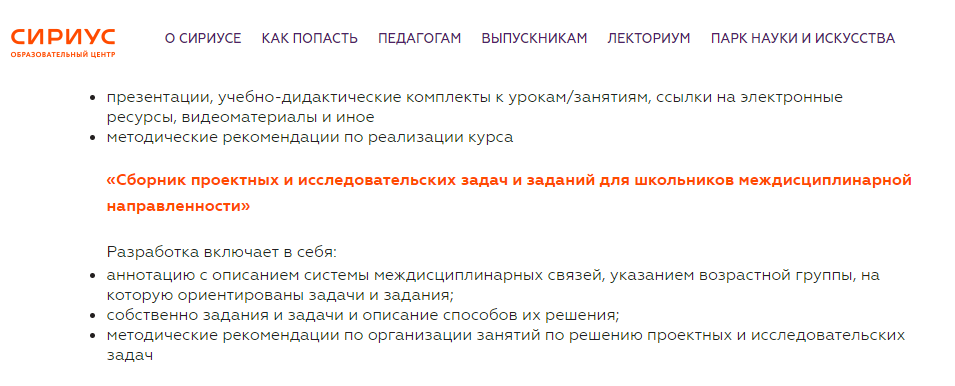 СИРИУС
ОБРАЗОВАТЕЛЬНЫЙ ЦЕНТР
О СИРИУСЕ КАК ПОПАСТЬ ПЕДАГОГАМ ВЫПУСКНИКАМ ЛЕКТОРИУМ ПАРК НАУКИ И ИСКУССТВА
• презентации, учебно-дидактические комплекты к урокам/занятиям, ссылки на электронные
ресурсы, видеоматериалы и иное
• методические рекомендации по реализации курса
«Сборник проектных и исследовательских задач и заданий для школьников междисциплинарной
направленности»
Разработка включает в себя:
• аннотацию с описанием системы междисциплинарных связей, указанием возрастной группы, на
которую ориентированы задачи и задания;
• собственно задания и задачи и описание способов их решения;
• методические рекомендации по организации занятий по решению проектных и исследовательских
задач